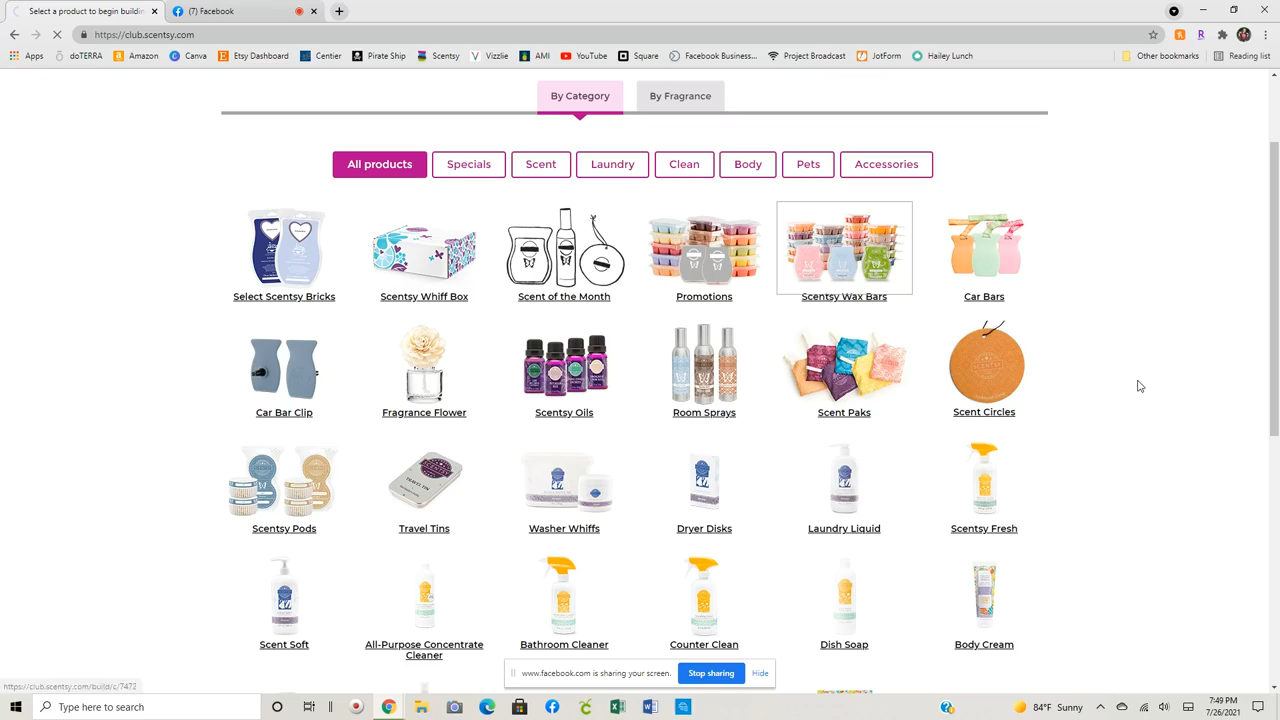 Select a product to begin buildin
(7) Facebook
https://club.scentsy.com
Apps
doTERRA
Amazon
Canva
Etsy Dashboard
Centier
Pirate Ship
Scentsy
Vizzlie
AMI
YouTube
Square
Facebook Business...
Project Broadcast
JotForm
Hailey Lunch
Other bookmarks
Reading list
By Category
By Fragrance
All products
Specials
Scent
Laundry
Clean
Body
Pets
Accessories
Select Scentsy Bricks
Scentsy Whiff Box
Scent of the Month
Promotions
Scentsy Wax Bars
Car Bars
Car Bar Clip
Fragrance Flower
Scentsy Oils
Room Sprays
Scent Paks
Scent Circles
Scentsy Pods
Travel Tins
Washer Whiffs
Dryer Disks
Laundry Liquid
Scentsy Fresh
Scent Soft
All-Purpose Concentrate
Cleaner
Bathroom Cleaner
Counter Clean
Dish Soap
Body Cream
www.facebook.com is sharing your screen.
Stop sharing
Hide
https://club.scentsy.com/build/c/7472
Type here to search
84°F Sunny
7:49 PM
7/26/2021